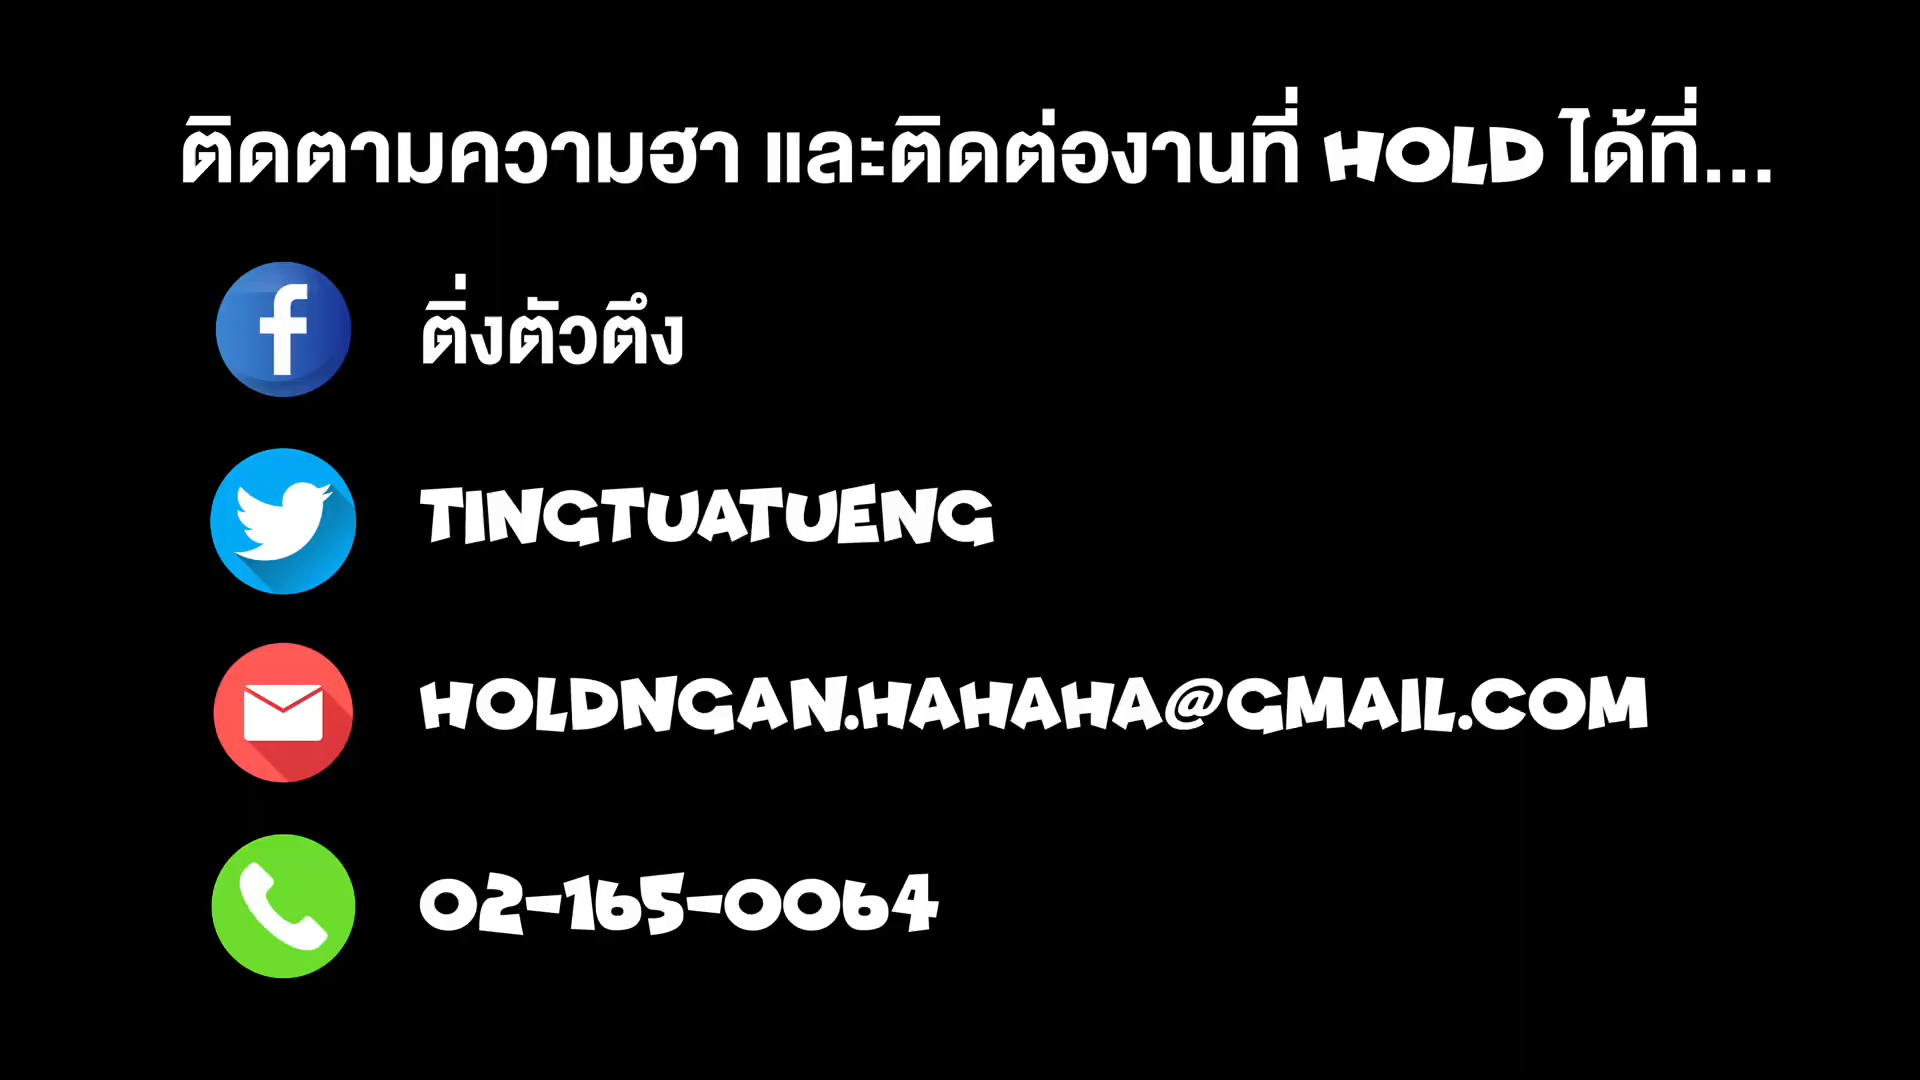 ติดตามความฮา และติดต่องานที่ HOLD ได้ที่...
ติ่งตัวตึง
TINGTUATUENG
HOLDNGAN.HAHAHA@GMAIL.COM
02-165-0064